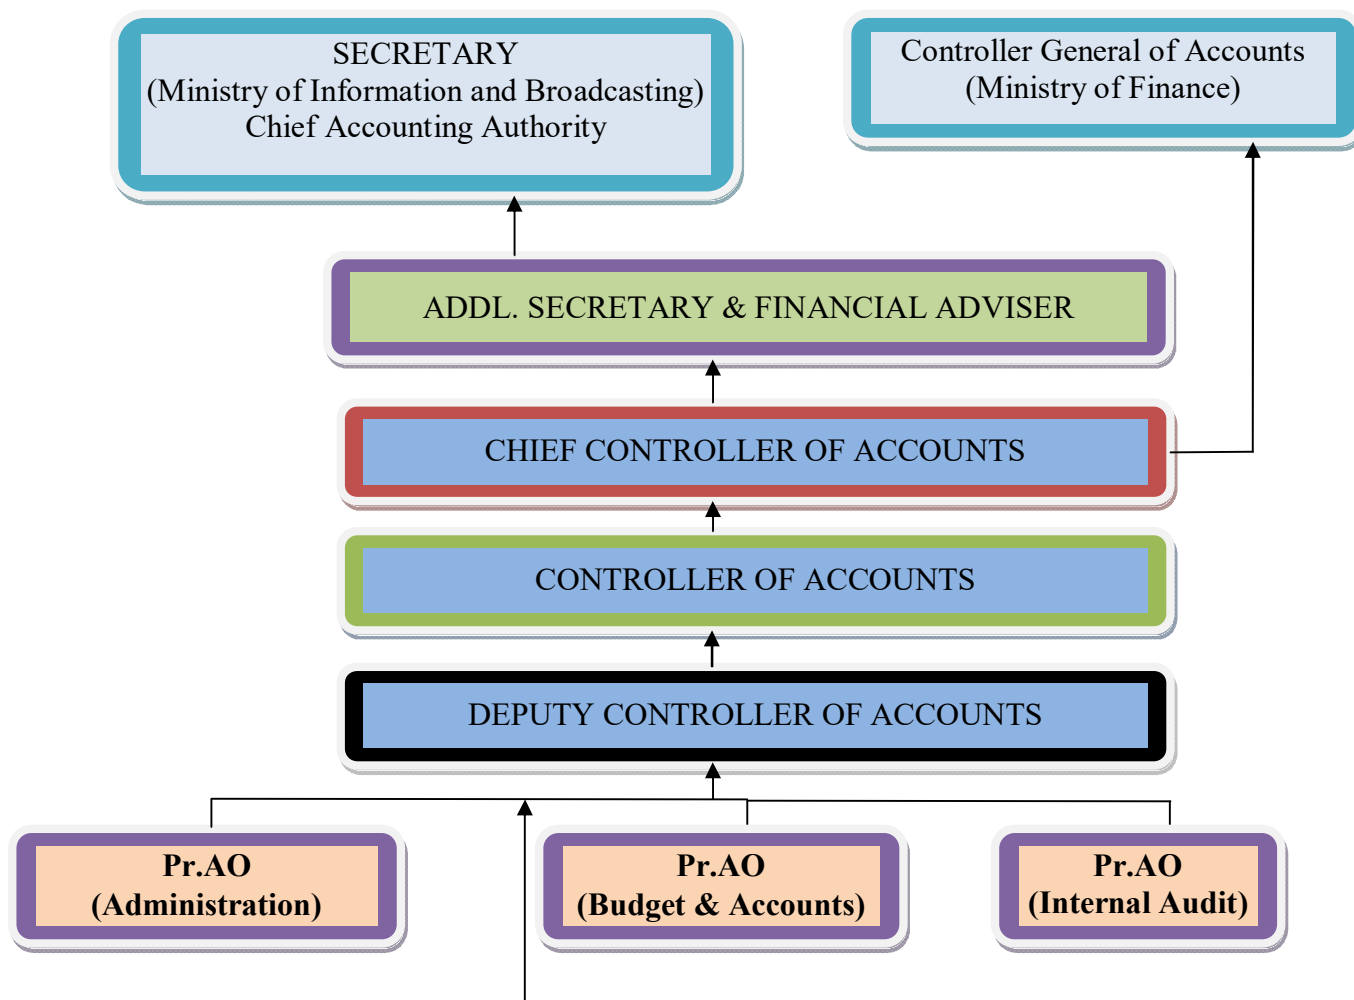 SECRETARY
(Ministry of Information and Broadcasting)
Chief Accounting Authority
Controller General of Accounts
(Ministry of Finance)
ADDL. SECRETARY & FINANCIAL ADVISER
CHIEF CONTROLLER OF ACCOUNTS
CONTROLLER OF ACCOUNTS
DEPUTY CONTROLLER OF ACCOUNTS
Pr.AO
(Administration)
Pr.AO
(Budget & Accounts)
Pr.AO
(Internal Audit)